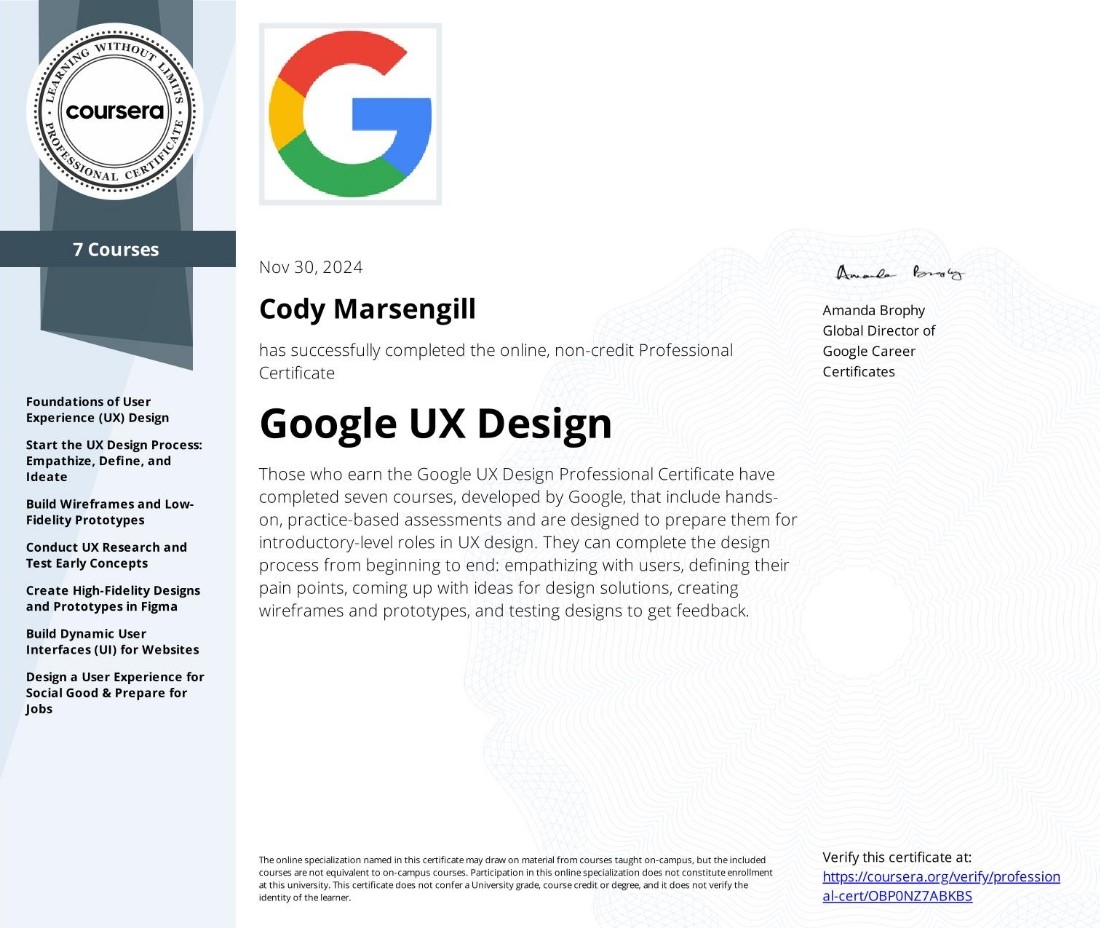 LEARNING WITHOUT LIMITS
coursera
PROFESSIONAL CERTIFICATE
7 Courses
Foundations of User
Experience (UX) Design
Start the UX Design Process:
Empathize, Define, and
Ideate
Build Wireframes and Low-
Fidelity Prototypes
Conduct UX Research and
Test Early Concepts
Create High-Fidelity Designs
and Prototypes in Figma
Build Dynamic User
Interfaces (UI) for Websites
Design a User Experience for
Social Good & Prepare for
Jobs
G
Nov 30, 2024
Cody Marsengill
has successfully completed the online, non-credit Professional
Certificate
Google UX Design
Those who earn the Google UX Design Professional Certificate have
completed seven courses, developed by Google, that include hands-
on, practice-based assessments and are designed to prepare them for
introductory-level roles in UX design. They can complete the design
process from beginning to end: empathizing with users, defining their
pain points, coming up with ideas for design solutions, creating
wireframes and prototypes, and testing designs to get feedback.
Amanda Brophy
Amanda Brophy
Global Director of
Google Career
Certificates
The online specialization named in this certificate may draw on material from courses taught on-campus, but the included
courses are not equivalent to on-campus courses. Participation in this online specialization does not constitute enrollment
at this university. This certificate does not confer a University grade, course credit or degree, and it does not verify the
identity of the learner.
Verify this certificate at:
https://coursera.org/verify/profession
al-cert/OBP0NZ7ABKBS